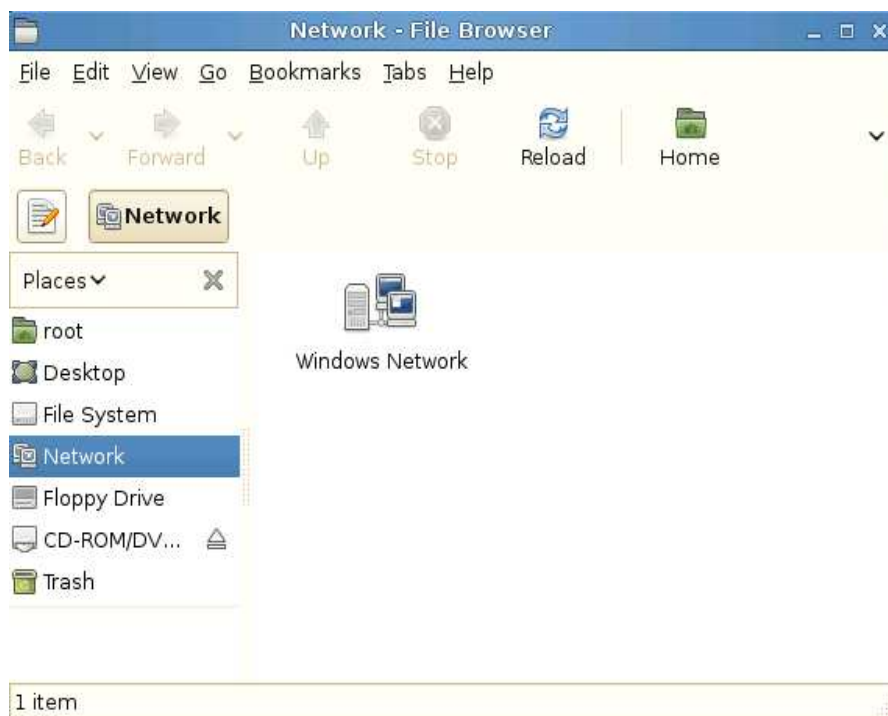 Network - File Browser
File Edit View Go Bookmarks Tabs Help
Back Forward Up Stop Reload Home
Network
Places
root
Desktop
File System
Network
Floppy Drive
CD-ROM/DV...
Trash
Windows Network
1 item